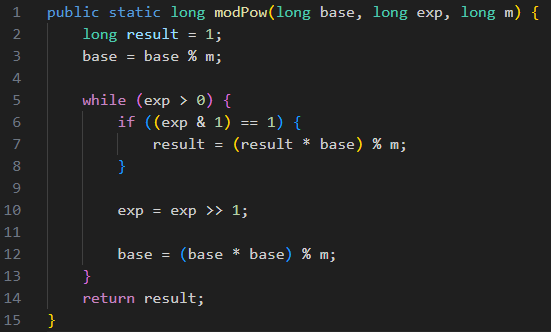 1 public static long modPow(long base, long exp, long m) {
2     long result = 1;
3     base = base % m;
4
5     while (exp > 0) {
6         if ((exp & 1) == 1) {
7             result = (result * base) % m;
8         }
9
10         exp = exp >> 1;
11
12         base = (base * base) % m;
13     }
14     return result;
15 }